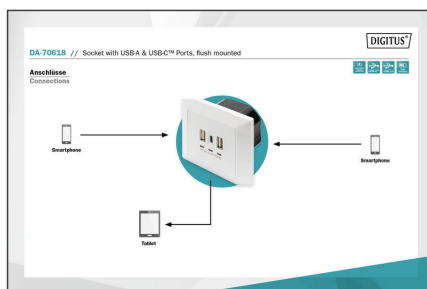 DIGITUS®
DA-70618 // Socket with USB-A & USB-C™ Ports, flush mounted
Anschlüsse
Connections
Smartphone
Smartphone
Tablet